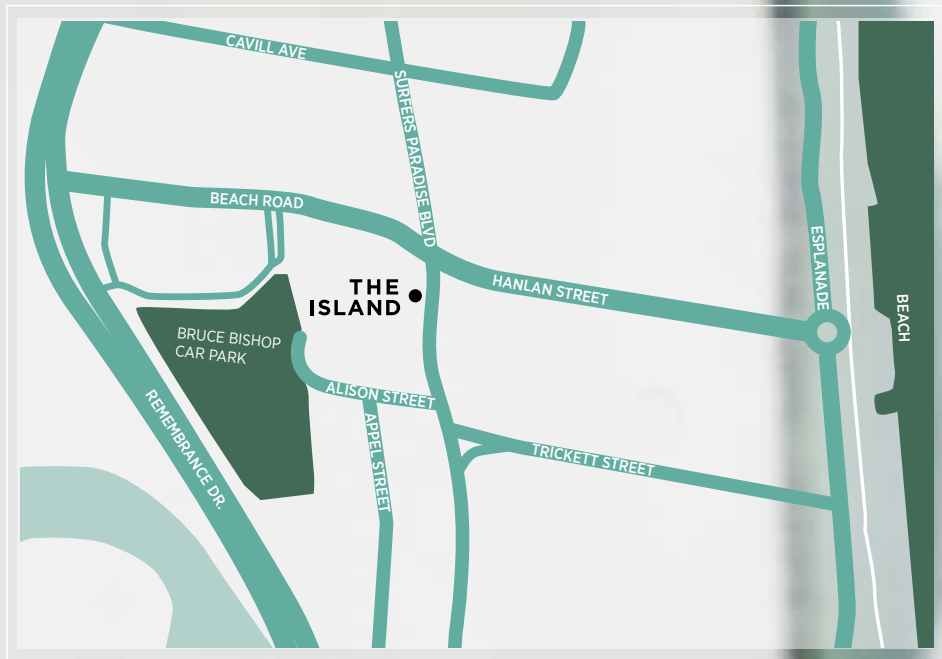 CAVILL AVE
SURFERS PARADISE BLVD
BEACH ROAD
ESPLANADE
HANLAN STREET
THE
ISLAND
BEACH
BRUCE BISHOP
CAR PARK
ALISON STREET
REMEMBRANCE DR.
APPEL STREET
TRICKETT STREET